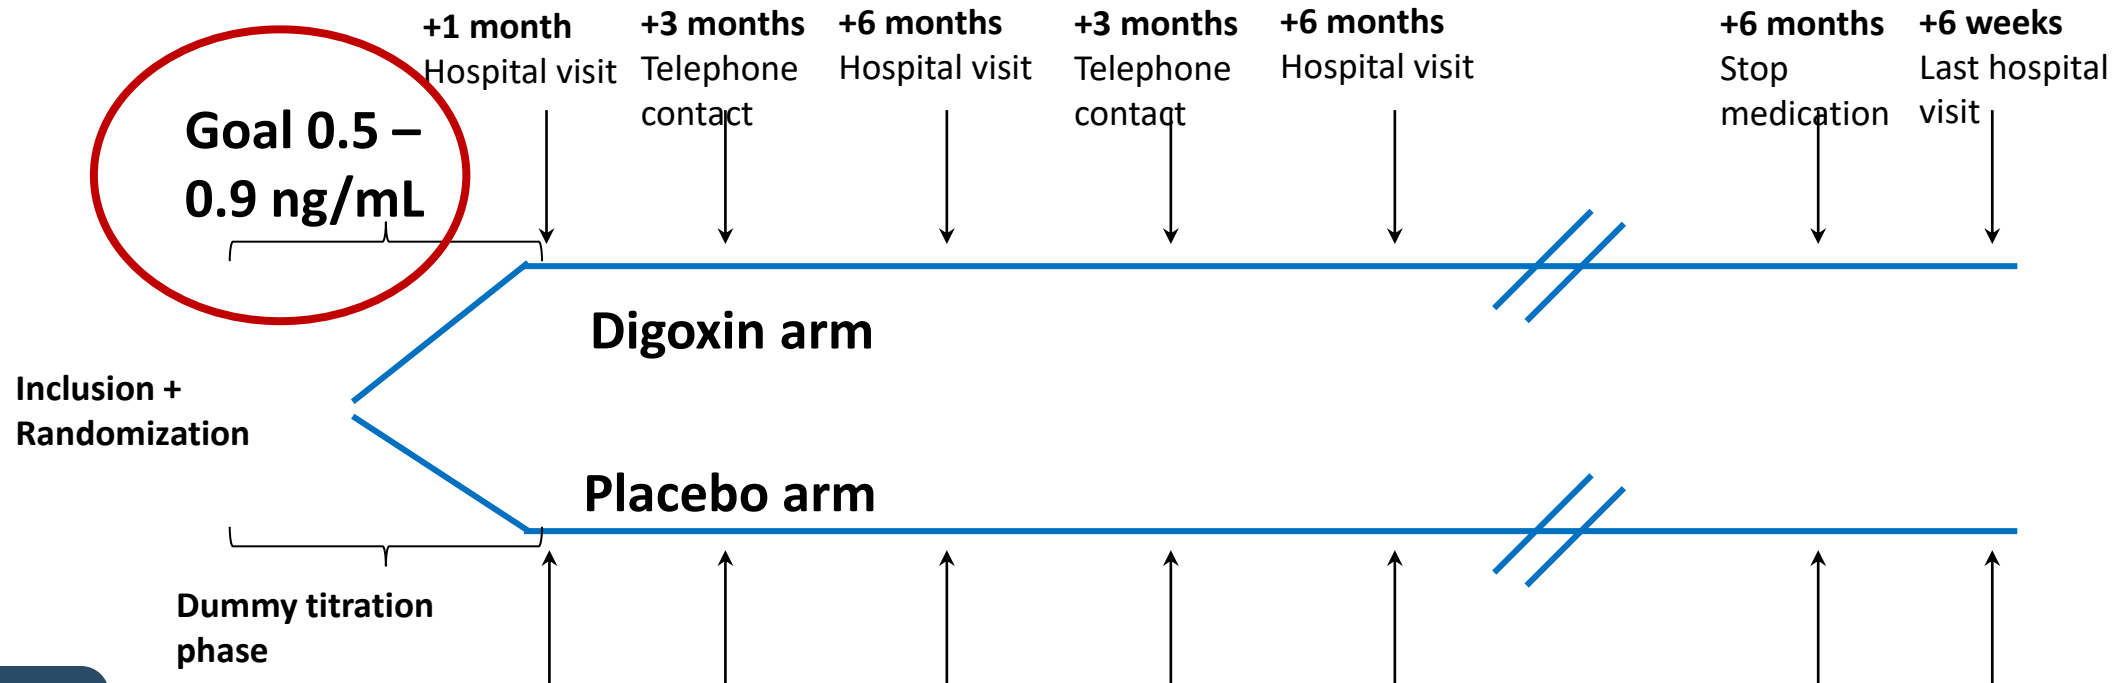 +1 month
Hospital visit
+3 months
Telephone
contact
+6 months
Hospital visit
+3 months
Telephone
contact
+6 months
Hospital visit
+6 months
Stop
medication
+6 weeks
Last hospital
visit
Goal 0.5 –
0.9 ng/mL
Digoxin arm
Inclusion +
Randomization
Placebo arm
Dummy titration
phase